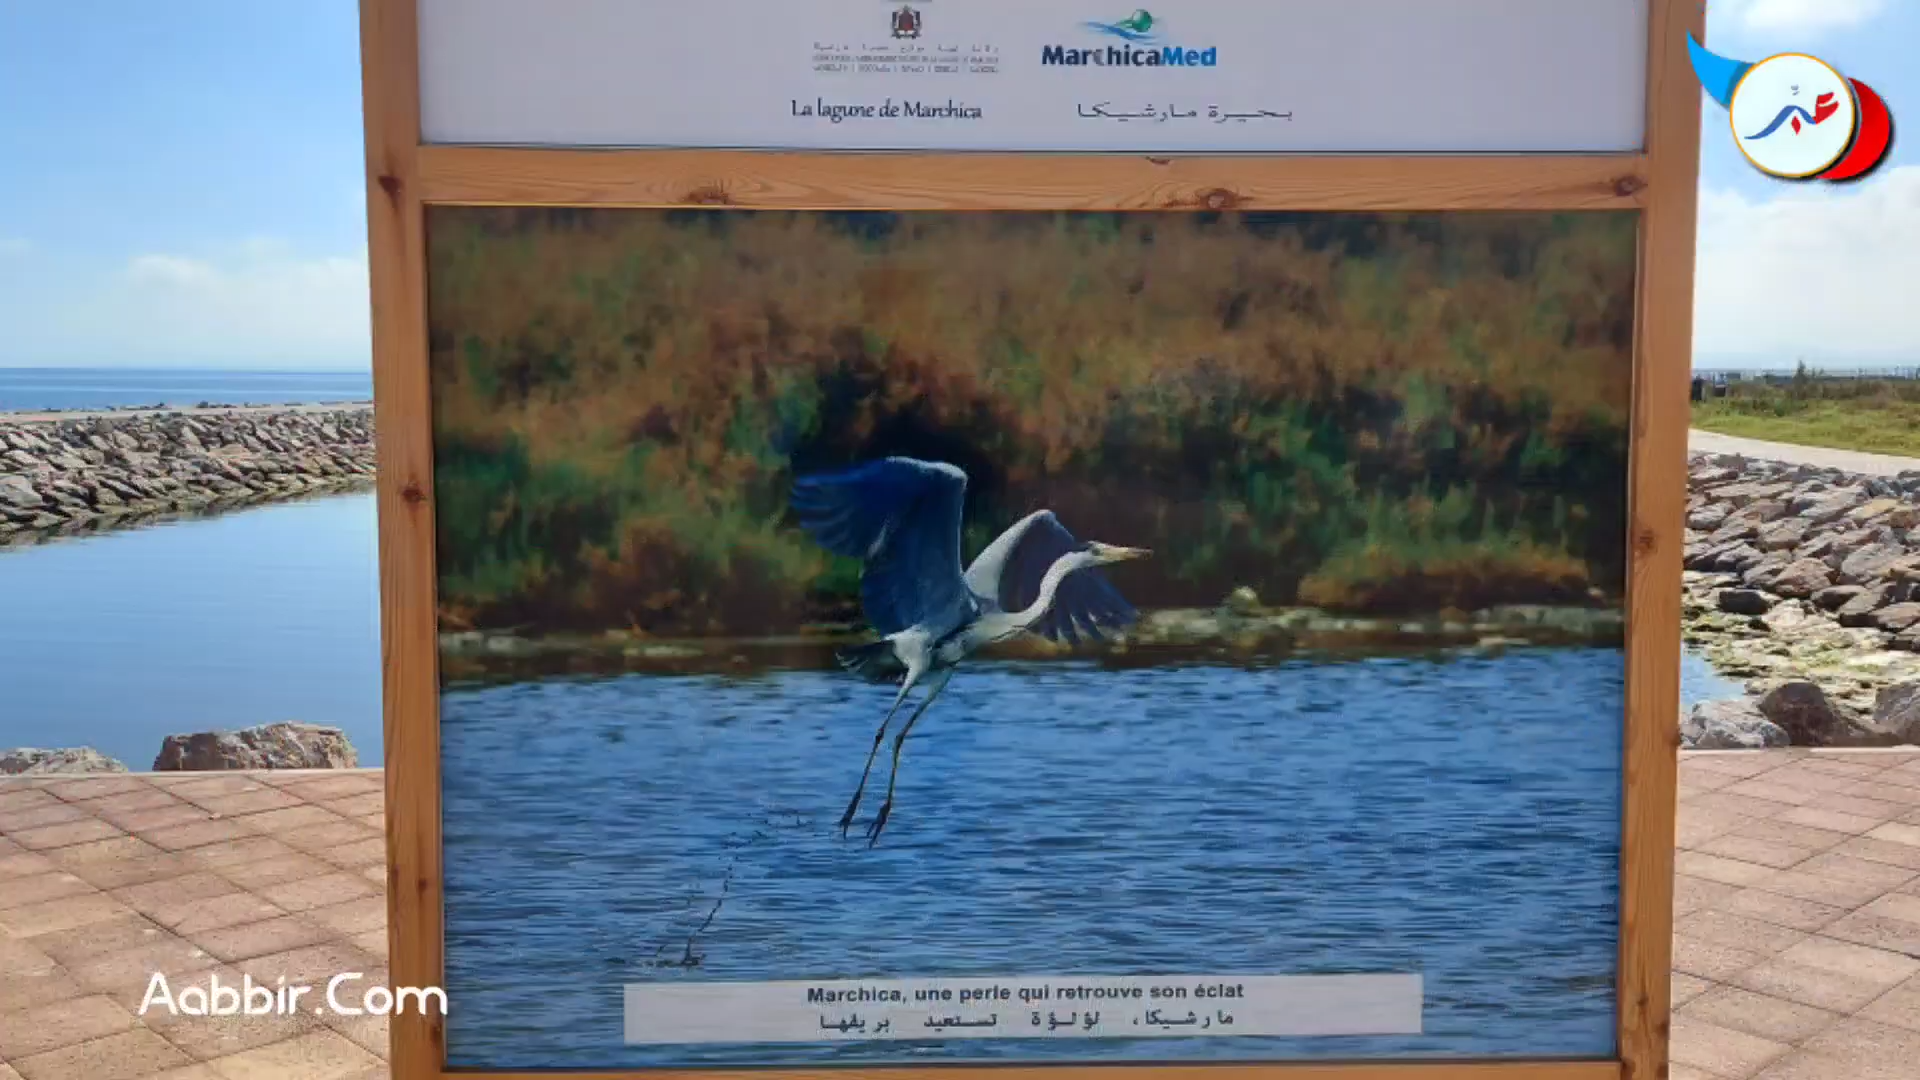 MarchicaMed
La lagune de Marchica
بحيرة مارشيكا
عبّر
Marchica, une perle qui retrouve son éclat
مارشيكا، لؤلؤة تستعيد بريقها
Aabbir.Com